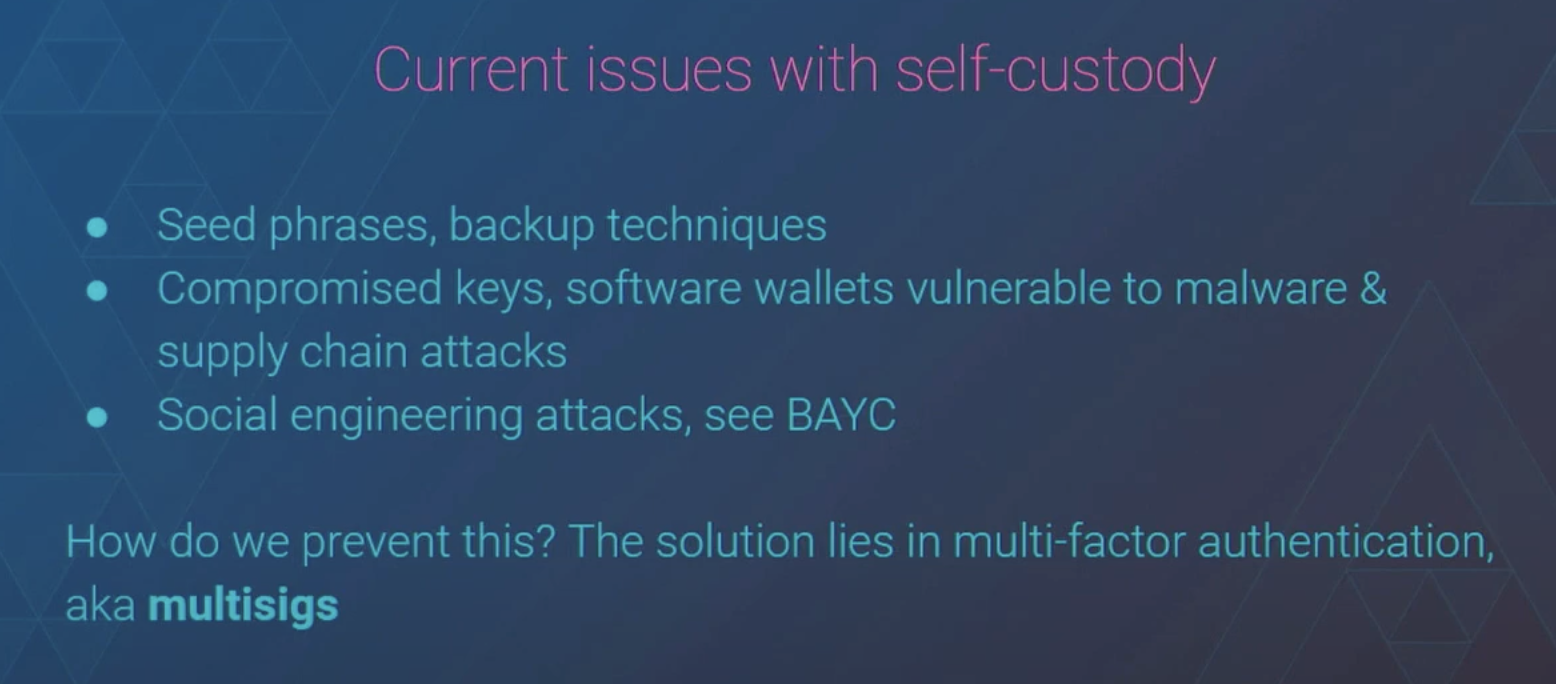 Current issues with self-custody
● Seed phrases, backup techniques
● Compromised keys, software wallets vulnerable to malware &
supply chain attacks
● Social engineering attacks, see BAYC
How do we prevent this? The solution lies in multi-factor authentication,
aka multisigs